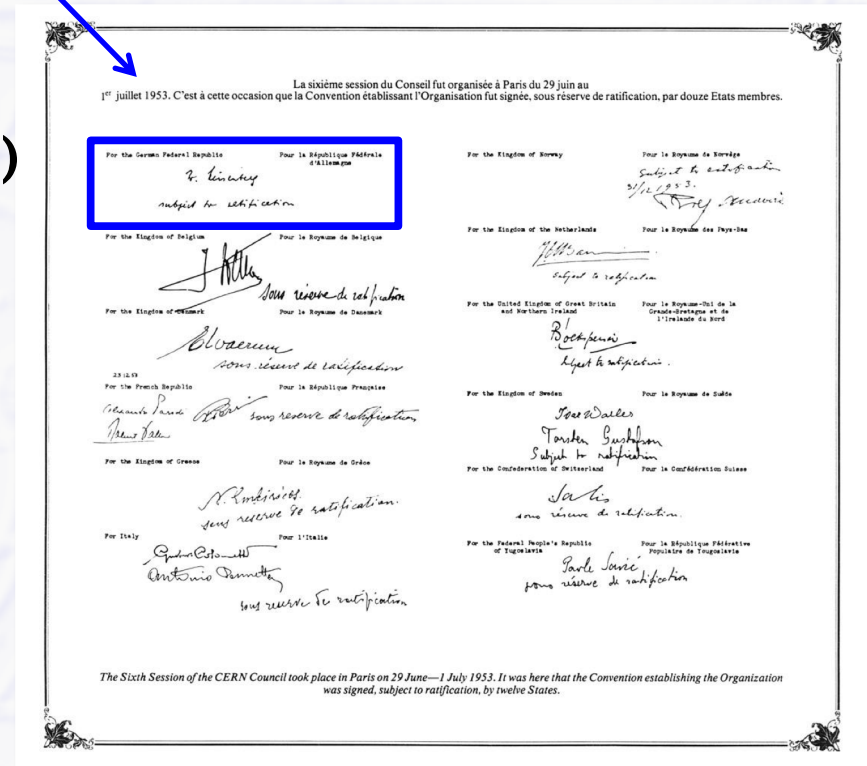 )
La sixième session du Conseil fut organisée à Paris du 29 juin au
1er juillet 1953. C'est à cette occasion que la Convention établissant l'Organisation fut signée, sous réserve de ratification, par douze Etats membres.
For the German Federal Republic
Pour la République Fédérale
d'Allemagne
subject to ratification
For the Kingdom of Belgium
Pour le Royaume de Belgique
sous réserve de ratification
For the Kingdom of Denmark
Pour le Royaume de Danemark
sous réserve de ratification
23.12.53
For the French Republic
Pour la République Française
Alexandre Parodi
sous réserve de ratification
For the Kingdom of Greece
Pour le Royaume de Grèce
sous réserve de ratification.
For Italy
Pour l'Italie
Antonio
sous réserve de ratification
For the Kingdom of Norway
Pour le Royaume de Norvège
Subject to ratification
31/12 1953.
For the Kingdom of the Netherlands
Pour le Royaume des Pays-Bas
Subject to ratification
For the United Kingdom of Great Britain
and Northern Ireland
Pour le Royaume-Uni de la
Grande-Bretagne et de
l'Irelande du Nord
Subject to ratification.
For the Kingdom of Sweden
Pour le Royaume de Suède
Torsten Gustafson
Subject to ratification
For the Confederation of Switzerland
Pour la Confédération Suisse
Salis
sous réserve de ratification.
For the Federal People's Republic
of Yugoslavia
Pour la République Fédérative
Populaire de Yougoslavie
Pavle Savić
sous réserve de ratification
The Sixth Session of the CERN Council took place in Paris on 29 June—1 July 1953. It was here that the Convention establishing the Organization
was signed, subject to ratification, by twelve States.